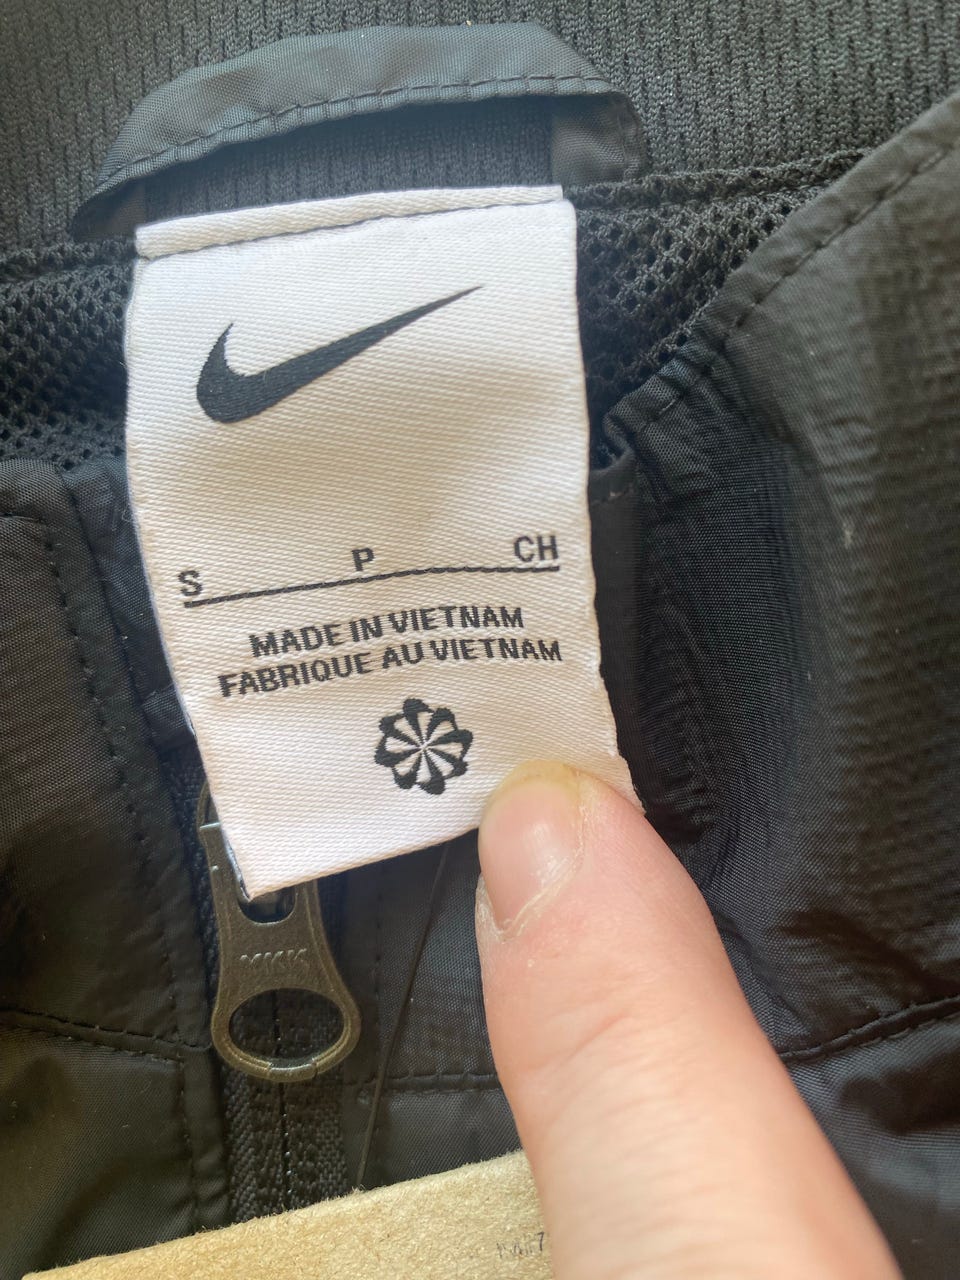 S P CH
MADE IN VIETNAM
FABRIQUE AU VIETNAM